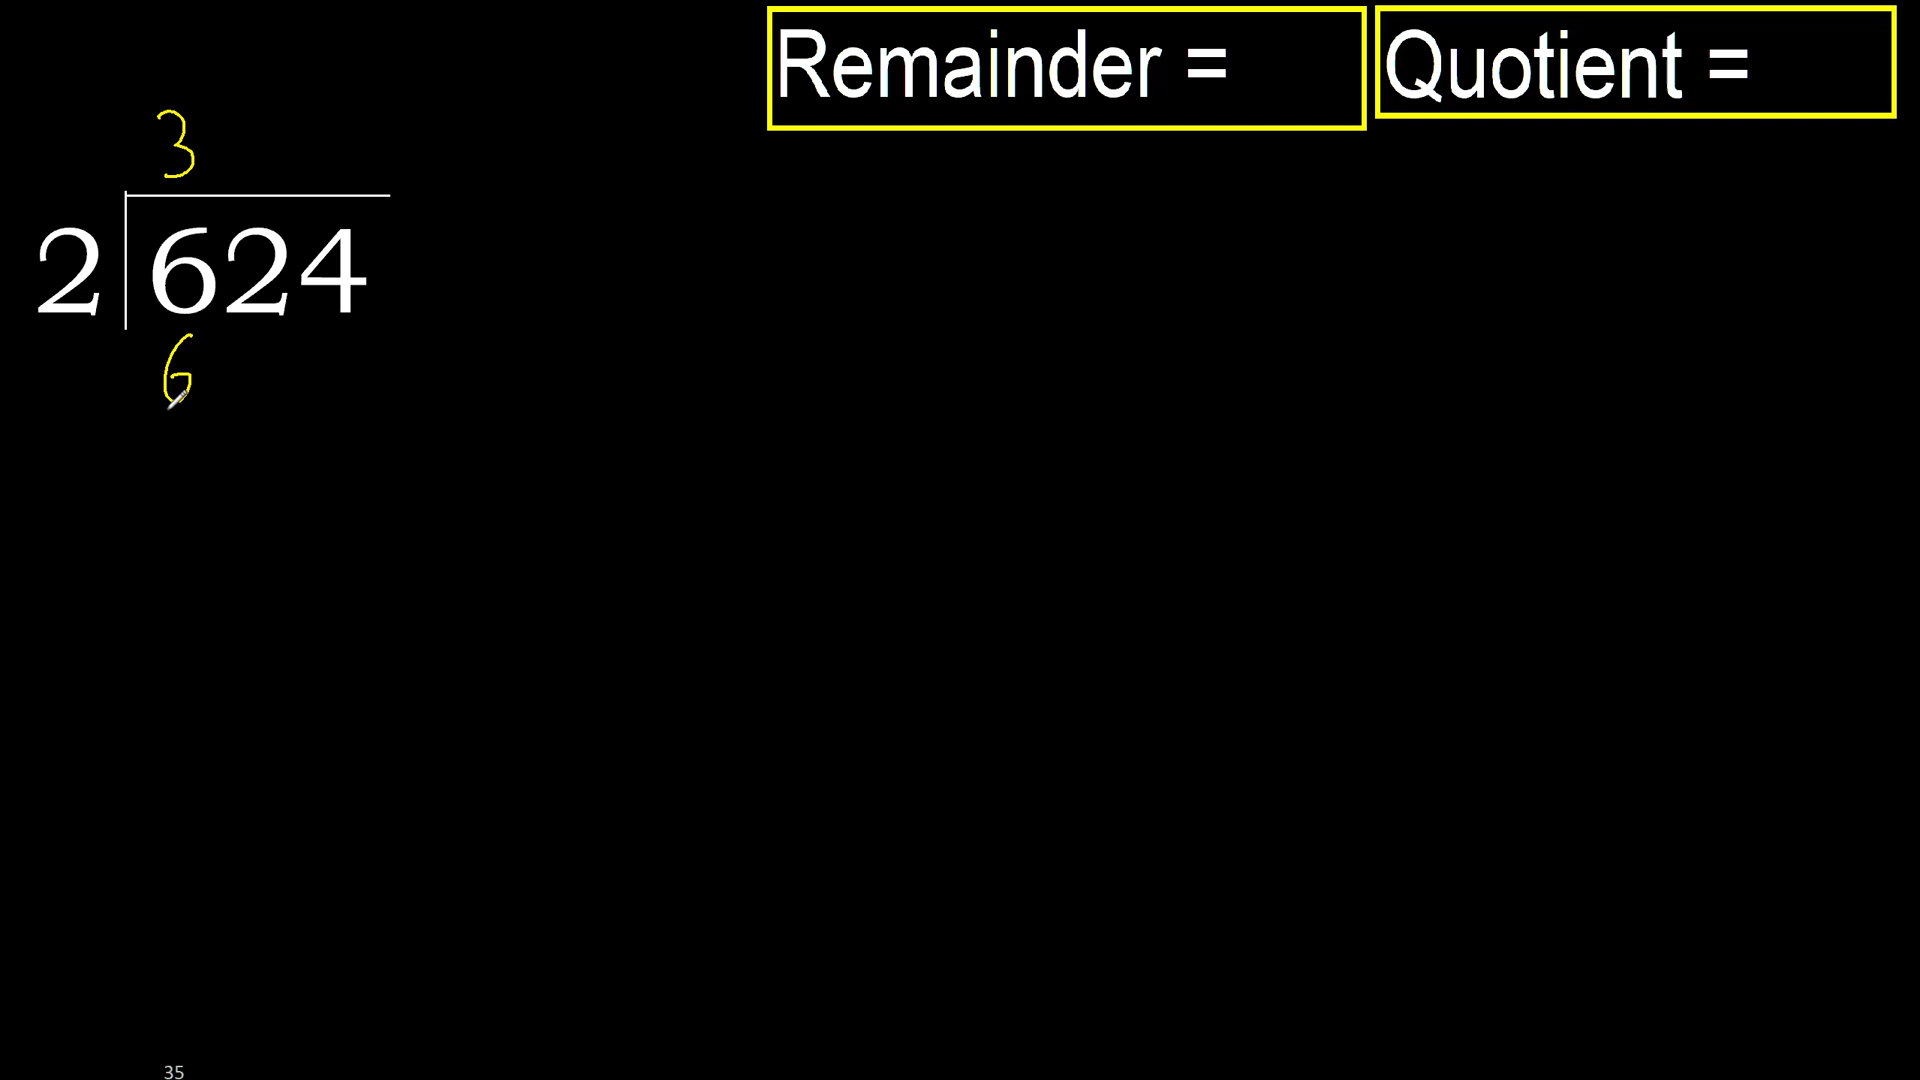 Remainder = Quotient =
3
2 624
6
35